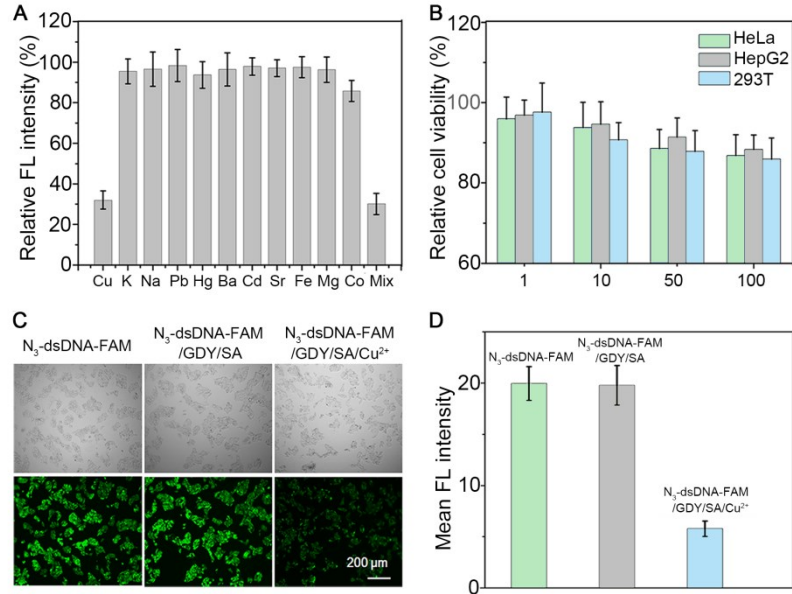 A
Relative FL intensity (%)
120
100
80
60
40
20
0
Cu K Na Pb Hg Ba Cd Sr Fe Mg Co Mix
B
Relative cell viability (%)
120
100
80
60
HeLa
HepG2
293T
1 10 50 100
C
N₃-dsDNA-FAM
N₃-dsDNA-FAM
/GDY/SA
N₃-dsDNA-FAM
/GDY/SA/Cu²⁺
200 μm
D
Mean FL intensity
20
10
0
N₃-dsDNA-FAM
N₃-dsDNA-FAM
/GDY/SA
N₃-dsDNA-FAM
/GDY/SA/Cu²⁺